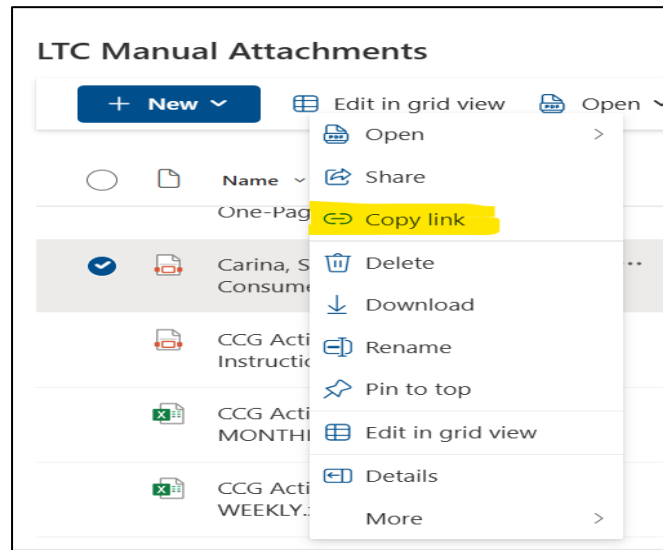 LTC Manual Attachments
+ New Edit in grid view Open
Open
Share
Name
One-Pag
Copy link
Carina, S
Consume
Delete
Download
CCG Acti
Instructio
Rename
Pin to top
CCG Acti
MONTHL
Edit in grid view
Details
CCG Acti
WEEKLY.
More